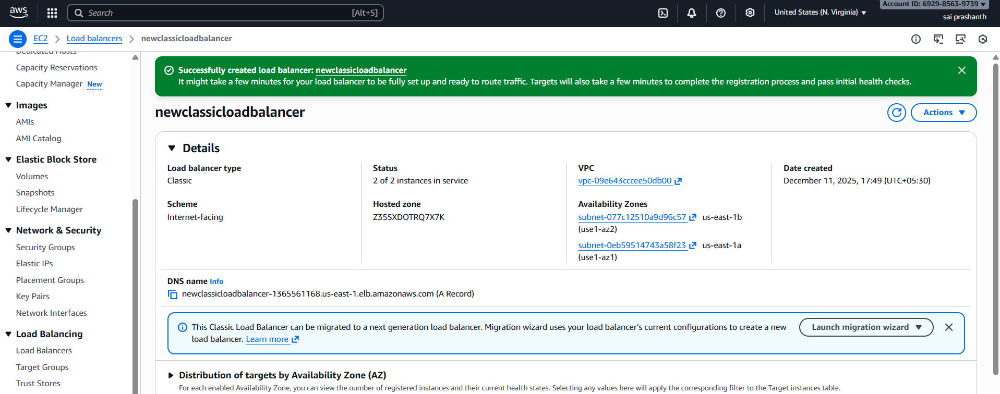 aws
Search [Alt+S]
United States (N. Virginia)
Account ID: 6929-8563-9739
sai prashanth
EC2 Load balancers newclassicloadbalancer
Dedicated Hosts
Capacity Reservations
Capacity Manager New
Images
AMIs
AMI Catalog
Elastic Block Store
Volumes
Snapshots
Lifecycle Manager
Network & Security
Security Groups
Elastic IPs
Placement Groups
Key Pairs
Network Interfaces
Load Balancing
Load Balancers
Target Groups
Trust Stores
Successfully created load balancer: newclassicloadbalancer
It might take a few minutes for your load balancer to be fully set up and ready to route traffic. Targets will also take a few minutes to complete the registration process and pass initial health checks.
newclassicloadbalancer
Actions
Details
Load balancer type
Classic
Scheme
Internet-facing
Status
2 of 2 instances in service
Hosted zone
Z35SXDOTRQ7X7K
VPC
vpc-09e643cccee50db00
Availability Zones
subnet-077c12510a9d96c57 us-east-1b
(use1-az2)
subnet-0eb59514743a58f23 us-east-1a
(use1-az1)
Date created
December 11, 2025, 17:49 (UTC+05:30)
DNS name Info
newclassicloadbalancer-1365561168.us-east-1.elb.amazonaws.com (A Record)
This Classic Load Balancer can be migrated to a next generation load balancer. Migration wizard uses your load balancer's current configurations to create a new
load balancer. Learn more
Launch migration wizard
Distribution of targets by Availability Zone (AZ)
For each enabled Availability Zone, you can view the number of registered instances and their current health states. Selecting any values here will apply the corresponding filter to the Target instances table.